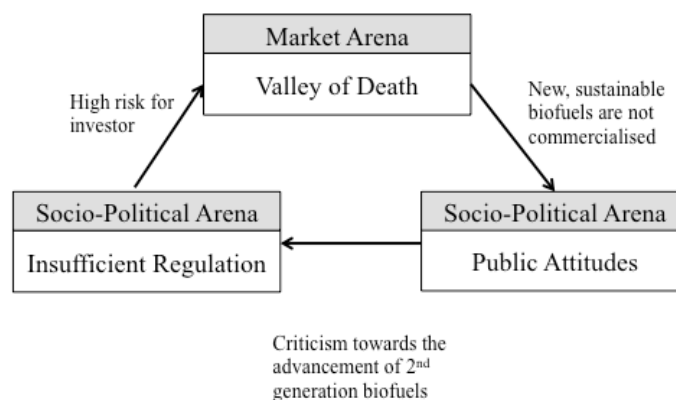 Market Arena
Valley of Death
High risk for
investor
New, sustainable
biofuels are not
commercialised
Socio-Political Arena
Insufficient Regulation
Socio-Political Arena
Public Attitudes
Criticism towards the
advancement of 2nd
generation biofuels